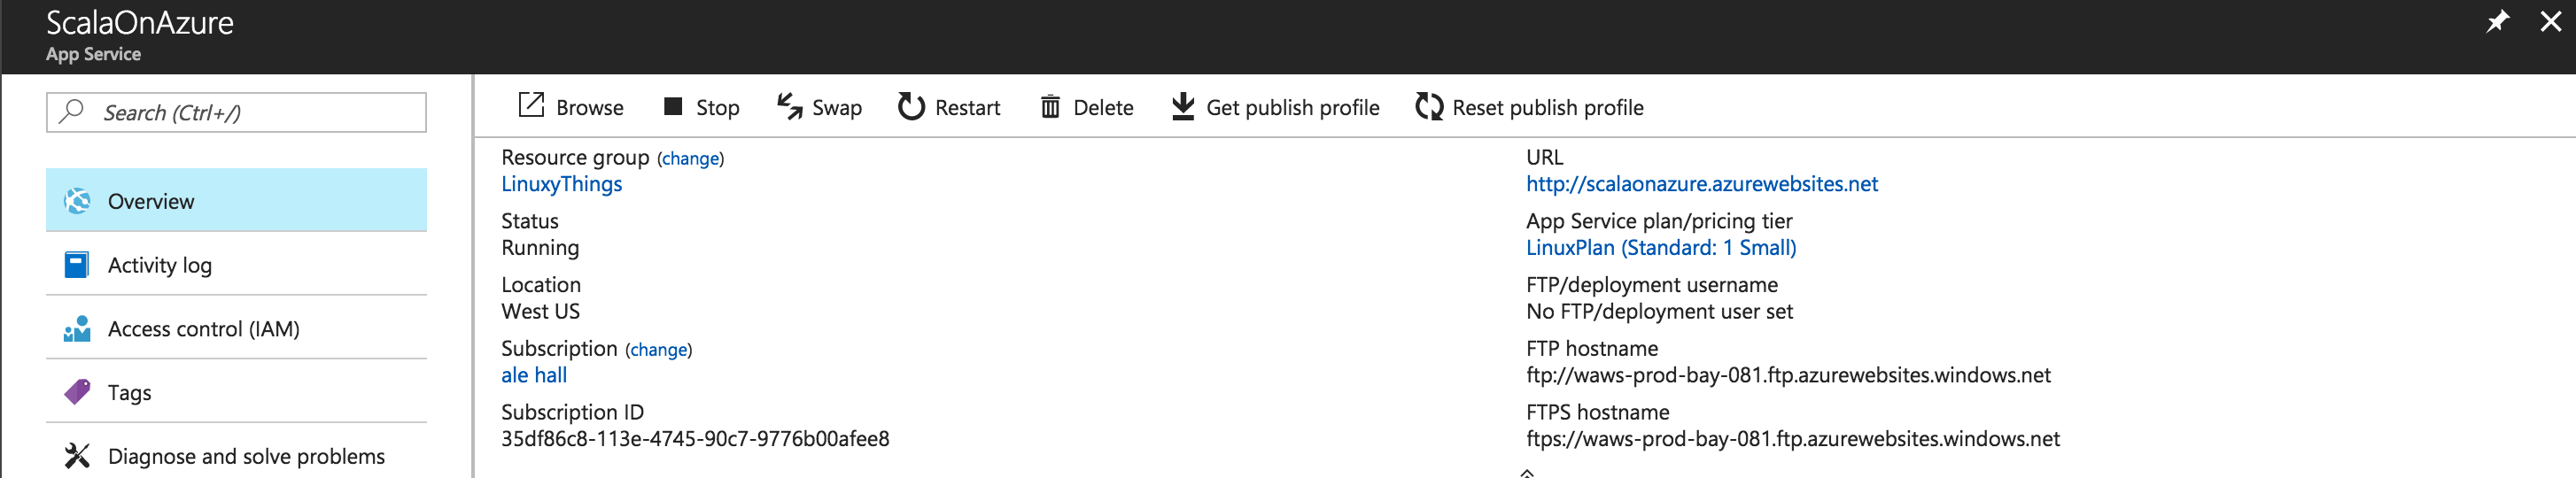 ScalaOnAzure
App Service
Search (Ctrl+/)
Overview
Activity log
Access control (IAM)
Tags
Diagnose and solve problems
Browse Stop Swap Restart Delete Get publish profile Reset publish profile
Resource group (change)
LinuxyThings
Status
Running
Location
West US
Subscription (change)
ale hall
Subscription ID
35df86c8-113e-4745-90c7-9776b00afee8
URL
http://scalaonazure.azurewebsites.net
App Service plan/pricing tier
LinuxPlan (Standard: 1 Small)
FTP/deployment username
No FTP/deployment user set
FTP hostname
ftp://waws-prod-bay-081.ftp.azurewebsites.windows.net
FTPS hostname
ftps://waws-prod-bay-081.ftp.azurewebsites.windows.net